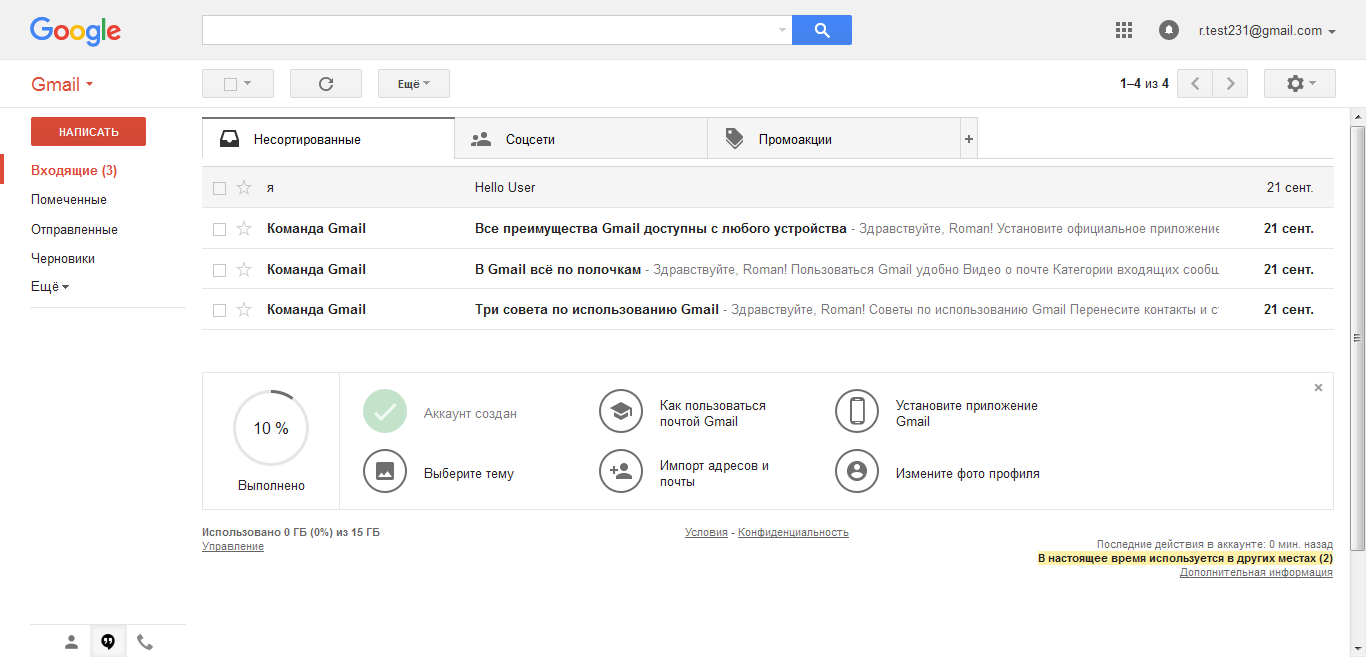 Google
r.test231@gmail.com
Gmail
Ещё
1–4 из 4
НАПИСАТЬ
Входящие (3)
Помеченные
Отправленные
Черновики
Ещё
Несортированные Соцсети Промоакции +
я Hello User 21 сент.
Команда Gmail Все преимущества Gmail доступны с любого устройства - Здравствуйте, Roman! Установите официальное приложение 21 сент.
Команда Gmail В Gmail всё по полочкам - Здравствуйте, Roman! Пользоваться Gmail удобно Видео о почте Категории входящих сообщ 21 сент.
Команда Gmail Три совета по использованию Gmail - Здравствуйте, Roman! Советы по использованию Gmail Перенесите контакты и с 21 сент.
10 %
Выполнено
Аккаунт создан
Как пользоваться
почтой Gmail
Установите приложение
Gmail
Выберите тему
Импорт адресов и
почты
Измените фото профиля
Использовано 0 ГБ (0%) из 15 ГБ
Управление
Условия - Конфиденциальность
Последние действия в аккаунте: 0 мин. назад
В настоящее время используется в других местах (2)
Дополнительная информация